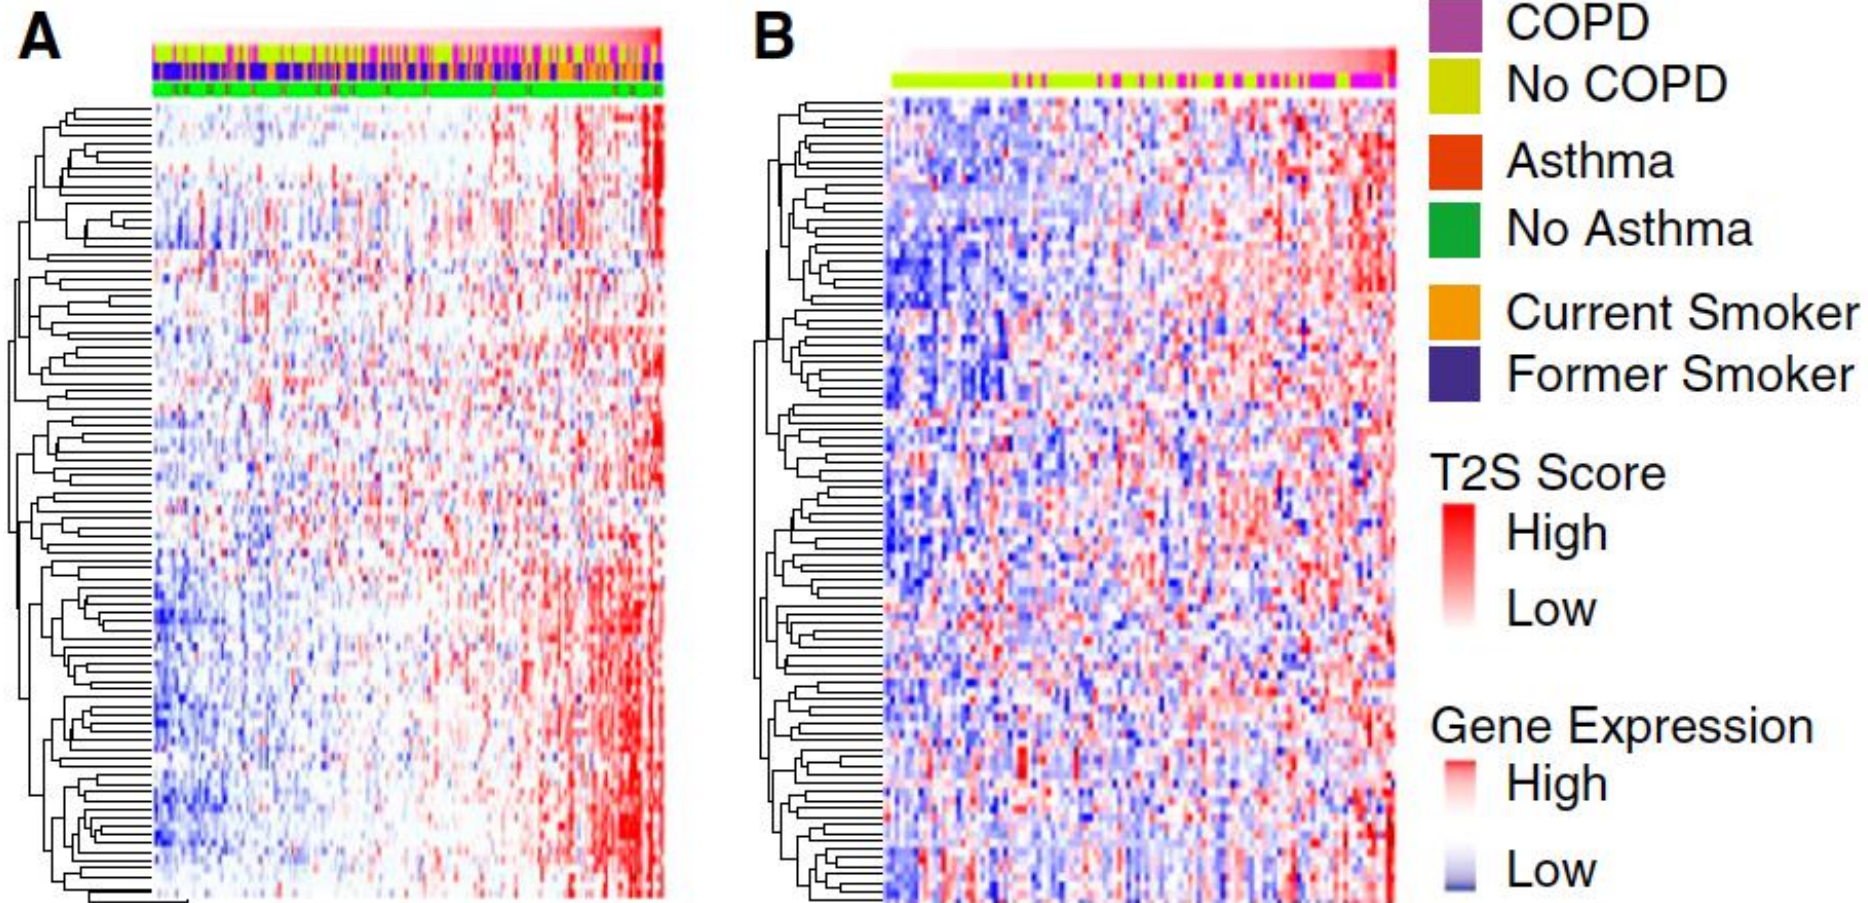 A
B
COPD
No COPD
Asthma
No Asthma
Current Smoker
Former Smoker
T2S Score
High
Low
Gene Expression
High
Low